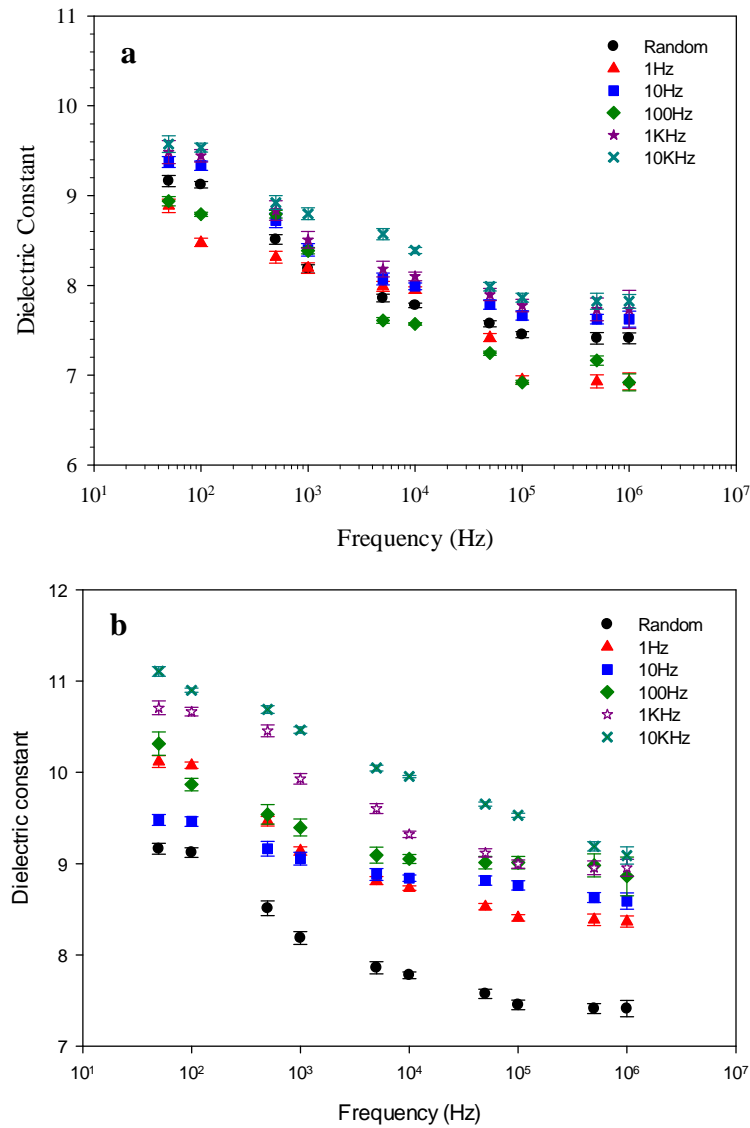 a
11
10
9
8
7
6
Dielectric Constant
Random
1Hz
10Hz
100Hz
1KHz
10KHz
10¹ 10² 10³ 10⁴ 10⁵ 10⁶ 10⁷
Frequency (Hz)
b
12
11
10
9
8
7
Dielectric constant
Random
1Hz
10Hz
100Hz
1KHz
10KHz
10¹ 10² 10³ 10⁴ 10⁵ 10⁶ 10⁷
Frequency (Hz)